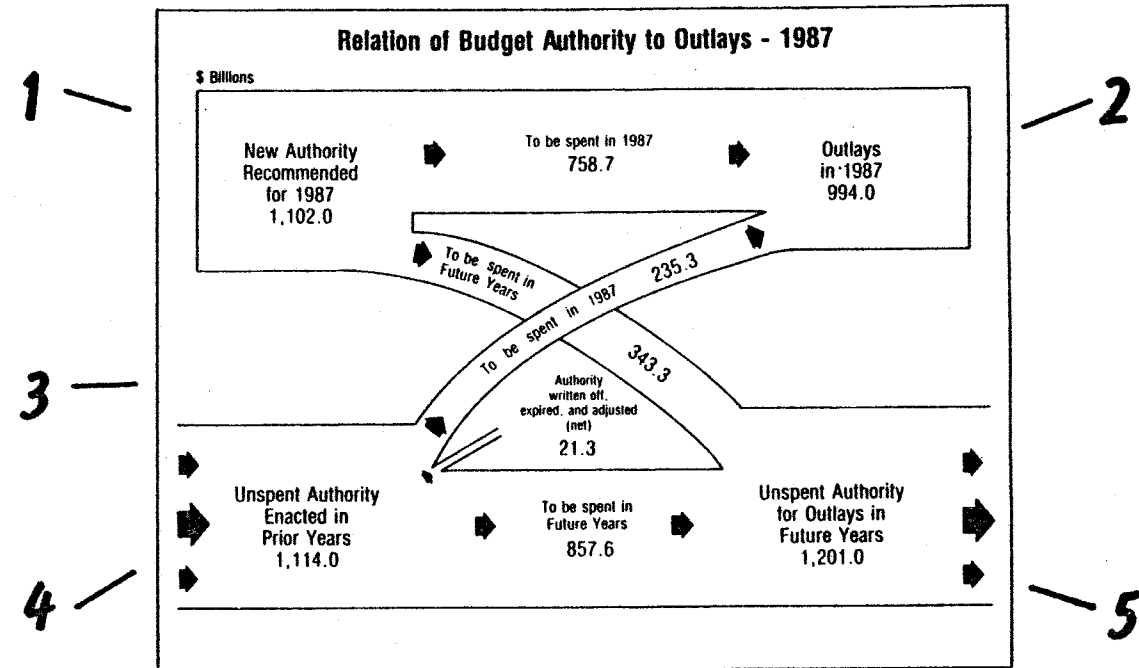 Relation of Budget Authority to Outlays - 1987
$ Billions
1
2
New Authority
Recommended
for 1987
1,102.0
To be spent in 1987
758.7
Outlays
in 1987
994.0
To be spent in
Future Years
343.3
To be spent in 1987 235.3
3
Authority
written off,
expired, and adjusted
(net)
21.3
Unspent Authority
Enacted in
Prior Years
1,114.0
To be spent in
Future Years
857.6
Unspent Authority
for Outlays in
Future Years
1,201.0
4
5